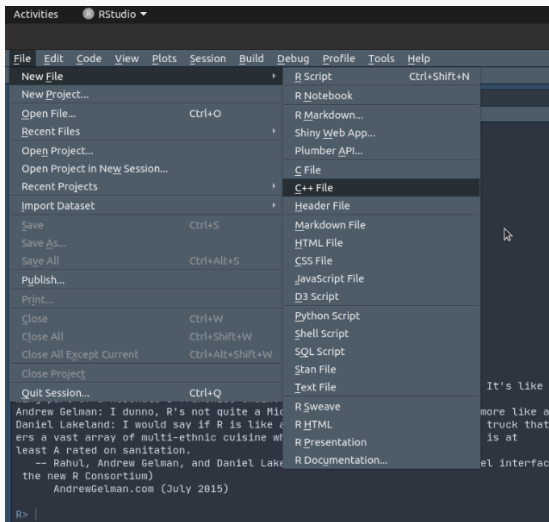 Activities RStudio
File Edit Code View Plots Session Build Debug Profile Tools Help
New File
New Project...
Open File... Ctrl+O
Recent Files
Open Project...
Open Project in New Session...
Recent Projects
Import Dataset
Save Ctrl+S
Save As...
Save All Ctrl+Alt+S
Publish...
Print...
Close Ctrl+W
Close All Ctrl+Shift+W
Close All Except Current Ctrl+Alt+Shift+W
Close Project
Quit Session... Ctrl+Q
R Script Ctrl+Shift+N
R Notebook
R Markdown...
Shiny Web App...
Plumber API...
C File
C++ File
Header File
Markdown File
HTML File
CSS File
JavaScript File
D3 Script
Python Script
Shell Script
SQL Script
Stan File
Text File
R Sweave
R HTML
R Presentation
R Documentation...
It's like
Andrew Gelman: I dunno, R's not quite a Mic more like a
Daniel Lakeland: I would say if R is like a truck that
ers a vast array of multi-ethnic cuisine wh is at
least A rated on sanitation.
-- Rahul, Andrew Gelman, and Daniel Lake el interfac
the new R Consortium)
AndrewGelman.com (July 2015)
R>